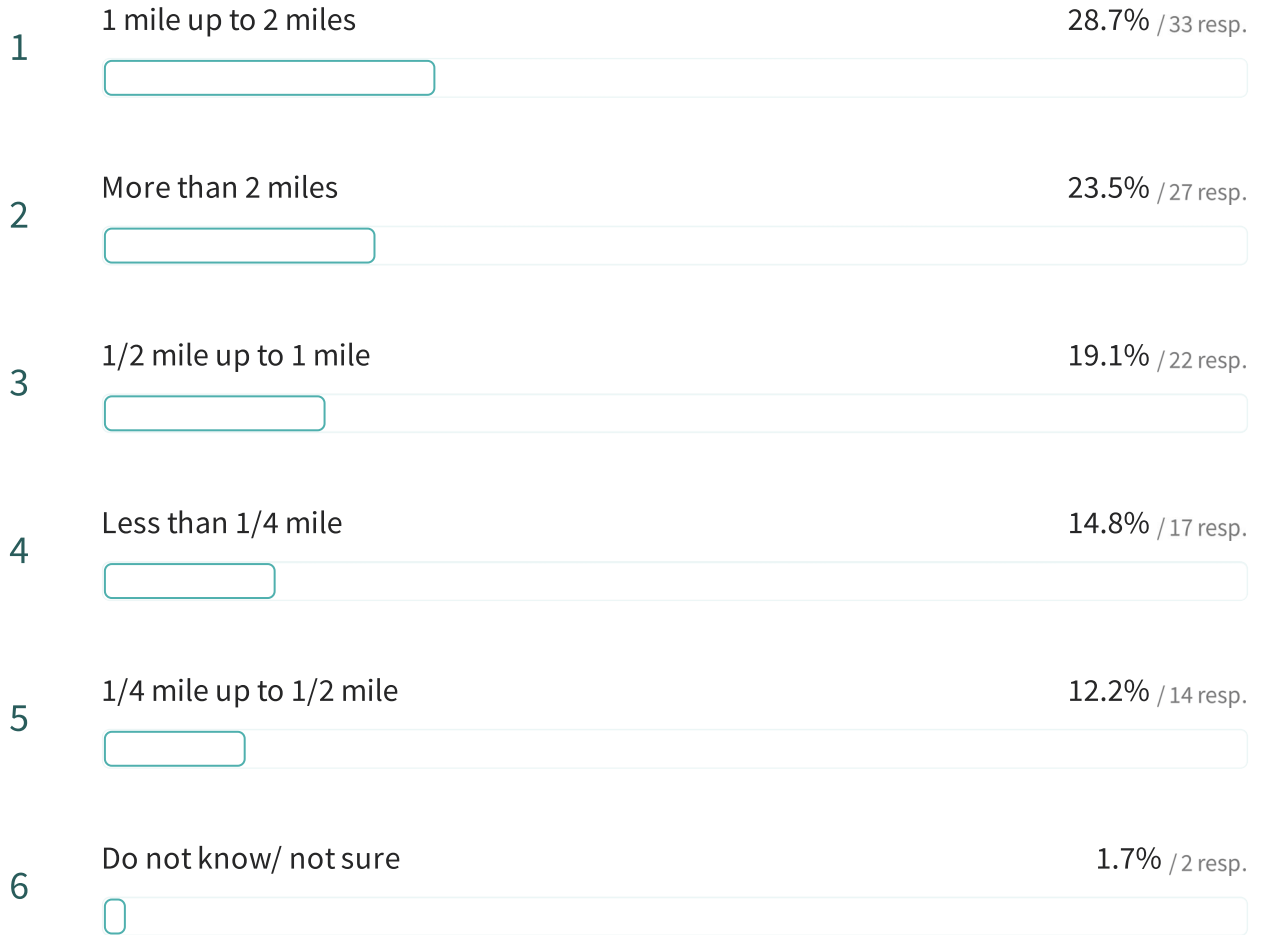 1 mile up to 2 miles 28.7% / 33 resp.
1
More than 2 miles 23.5% / 27 resp.
2
1/2 mile up to 1 mile 19.1% / 22 resp.
3
Less than 1/4 mile 14.8% / 17 resp.
4
1/4 mile up to 1/2 mile 12.2% / 14 resp.
5
Do not know/ not sure 1.7% / 2 resp.
6